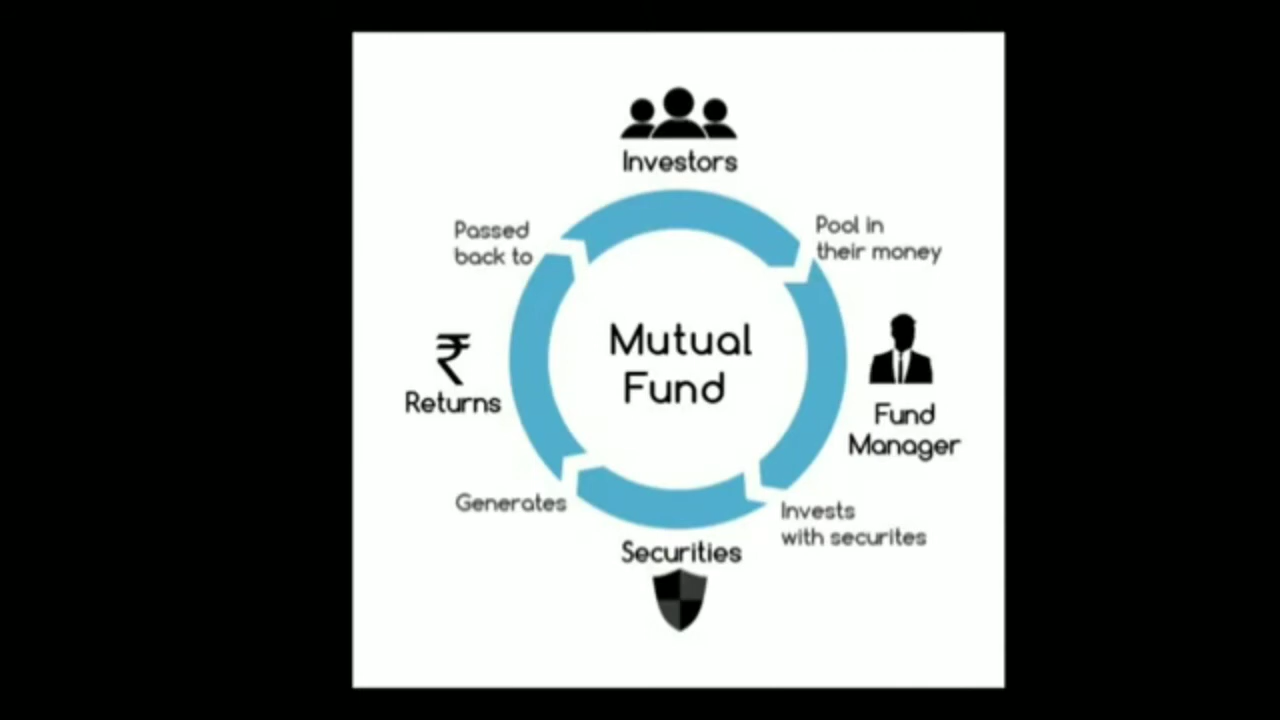 Investors
Passed
back to
Pool in
their money
Mutual
Fund
₹
Returns
Fund
Manager
Generates
Invests
with securites
Securities